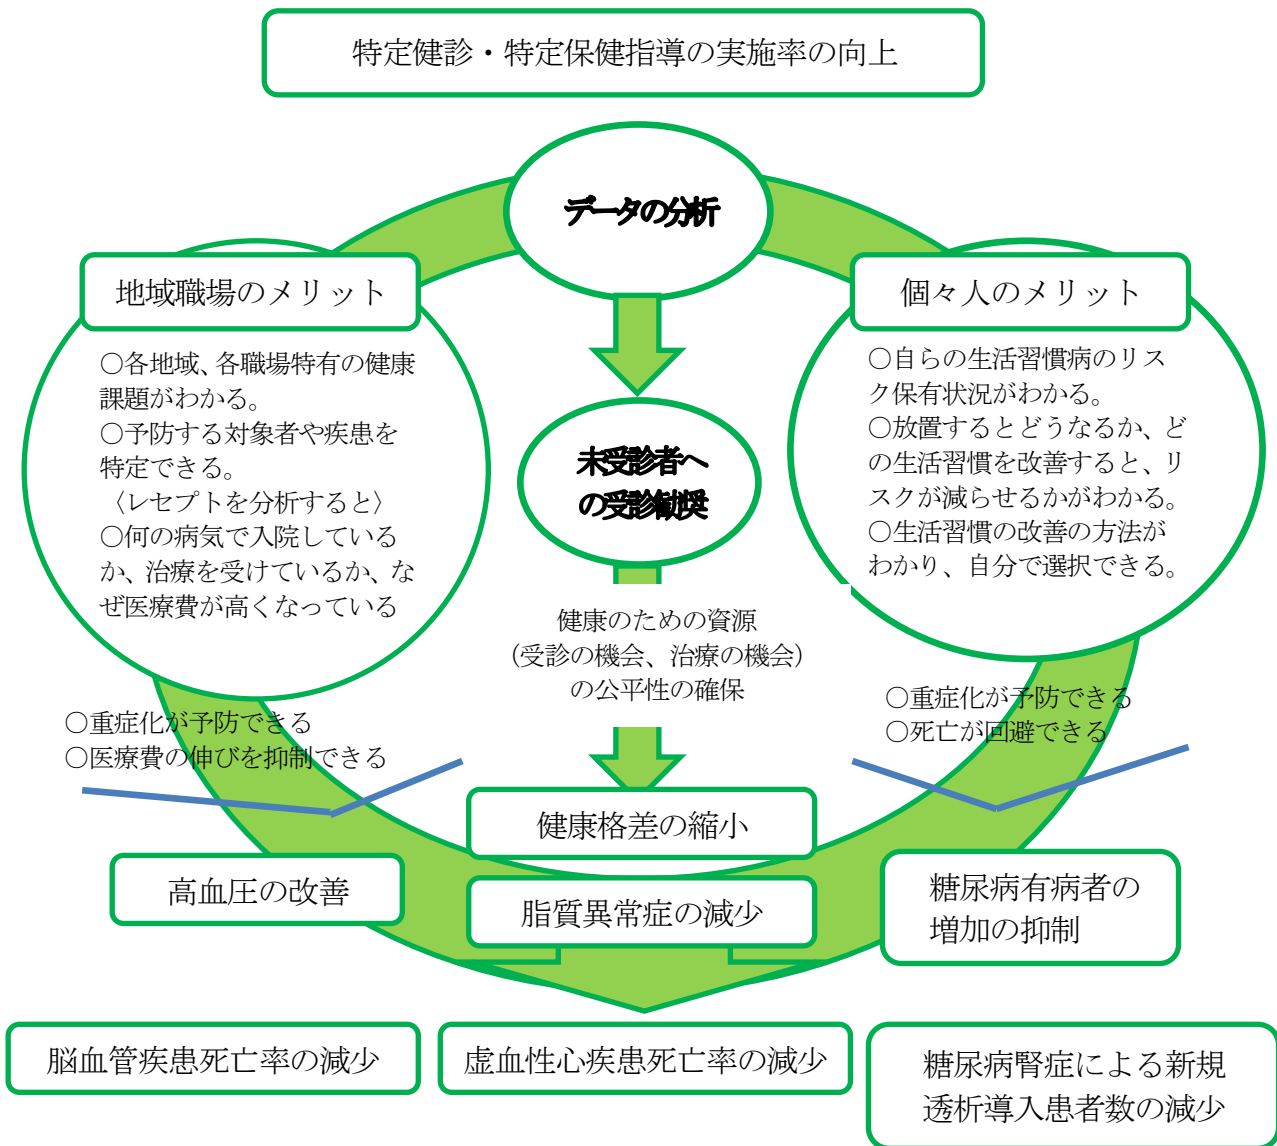 特定健診・特定保健指導の実施率の向上
データの分析
地域職場のメリット
○各地域、各職場特有の健康
課題がわかる。
○予防する対象者や疾患を
特定できる。
〈レセプトを分析すると〉
○何の病気で入院している
か、治療を受けているか、な
ぜ医療費が高くなっている
個々人のメリット
○自らの生活習慣病のリス
ク保有状況がわかる。
○放置するとどうなるか、ど
の生活習慣を改善すると、リ
スクが減らせるかがわかる。
○生活習慣の改善の方法が
わかり、自分で選択できる。
未受診者へ
の受診勧奨
健康のための資源
(受診の機会、治療の機会)
の公平性の確保
○重症化が予防できる
○医療費の伸びを抑制できる
○重症化が予防できる
○死亡が回避できる
健康格差の縮小
高血圧の改善
脂質異常症の減少
糖尿病有病者の
増加の抑制
脳血管疾患死亡率の減少
虚血性心疾患死亡率の減少
糖尿病腎症による新規
透析導入患者数の減少